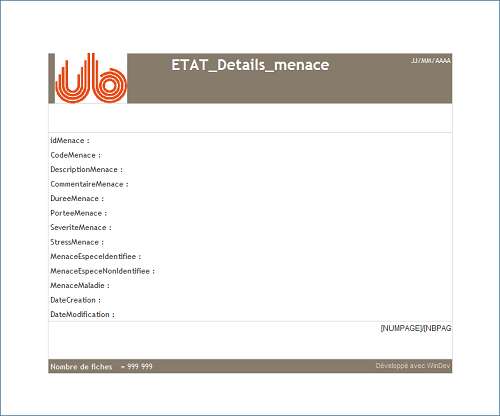 ub
ETAT_Details_menace
JJ/MM/AAAA
idMenace :
CodeMenace :
DescriptionMenace :
CommentaireMenace :
DureeMenace :
PorteeMenace :
SeveriteMenace :
StressMenace :
MenaceEspeceIdentifiee :
MenaceEspeceNonIdentifiee :
MenaceMaladie :
DateCreation :
DateModification :
[NUMPAGE]/[NBPAG
Nombre de fiches = 999 999
Développé avec WinDev